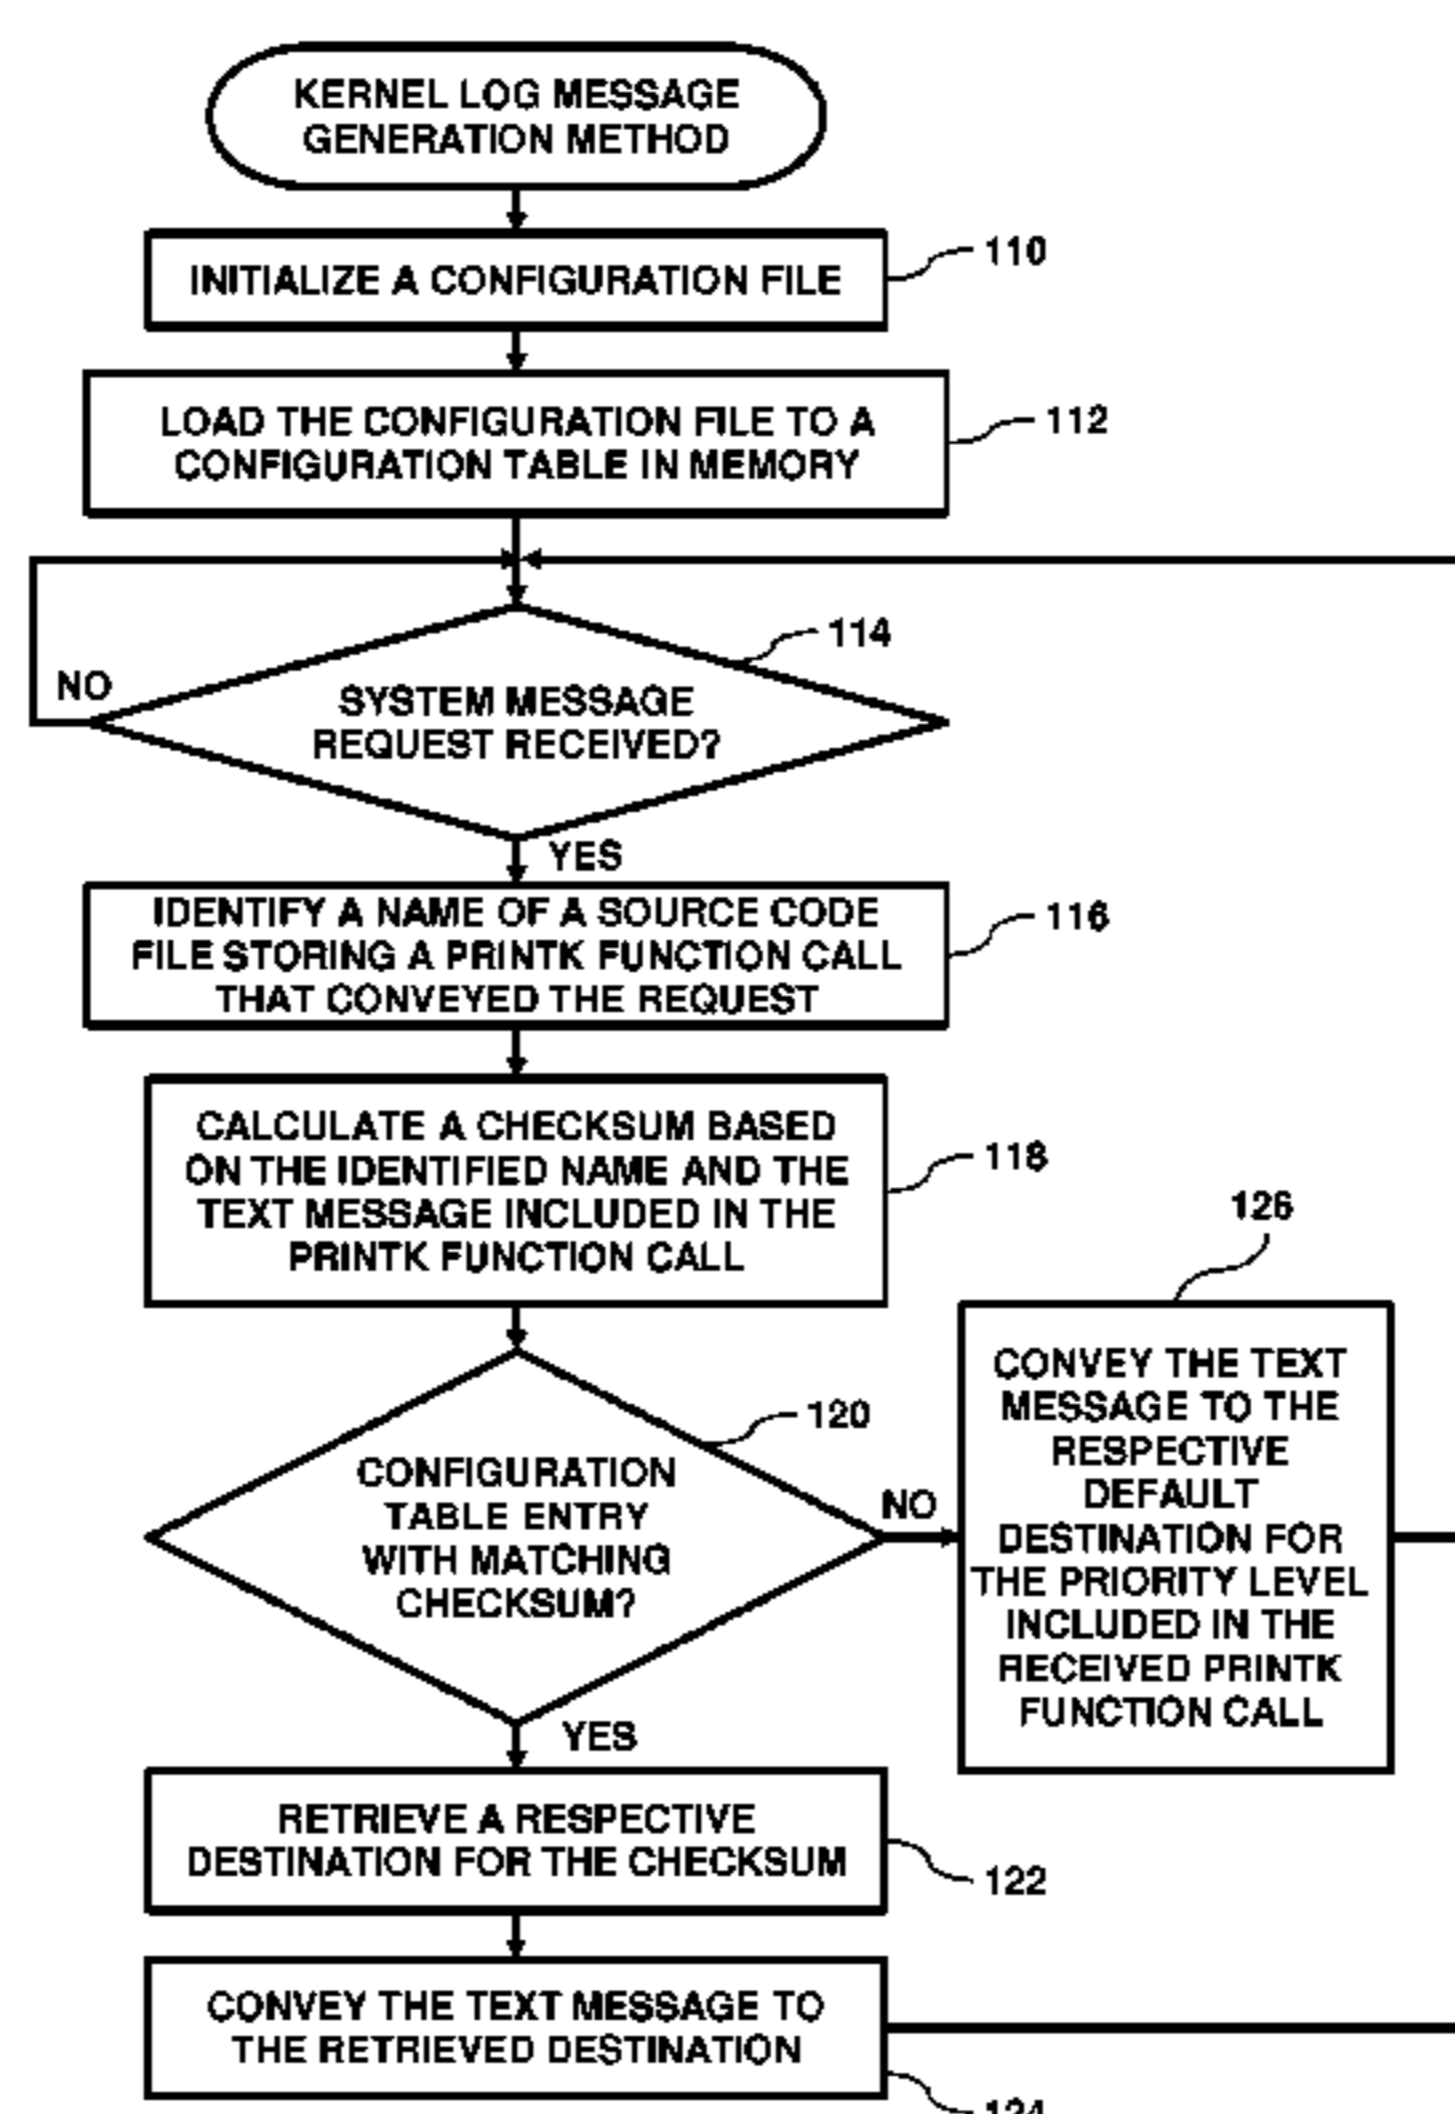 KERNEL LOG MESSAGE
GENERATION METHOD
INITIALIZE A CONFIGURATION FILE
110
LOAD THE CONFIGURATION FILE TO A
CONFIGURATION TABLE IN MEMORY
112
114
NO
SYSTEM MESSAGE
REQUEST RECEIVED?
YES
IDENTIFY A NAME OF A SOURCE CODE
FILE STORING A PRINTK FUNCTION CALL
THAT CONVEYED THE REQUEST
116
CALCULATE A CHECKSUM BASED
ON THE IDENTIFIED NAME AND THE
TEXT MESSAGE INCLUDED IN THE
PRINTK FUNCTION CALL
118
120
CONFIGURATION
TABLE ENTRY
WITH MATCHING
CHECKSUM?
NO
126
CONVEY THE TEXT
MESSAGE TO THE
RESPECTIVE
DEFAULT
DESTINATION FOR
THE PRIORITY LEVEL
INCLUDED IN THE
RECEIVED PRINTK
FUNCTION CALL
YES
RETRIEVE A RESPECTIVE
DESTINATION FOR THE CHECKSUM
122
CONVEY THE TEXT MESSAGE TO
THE RETRIEVED DESTINATION